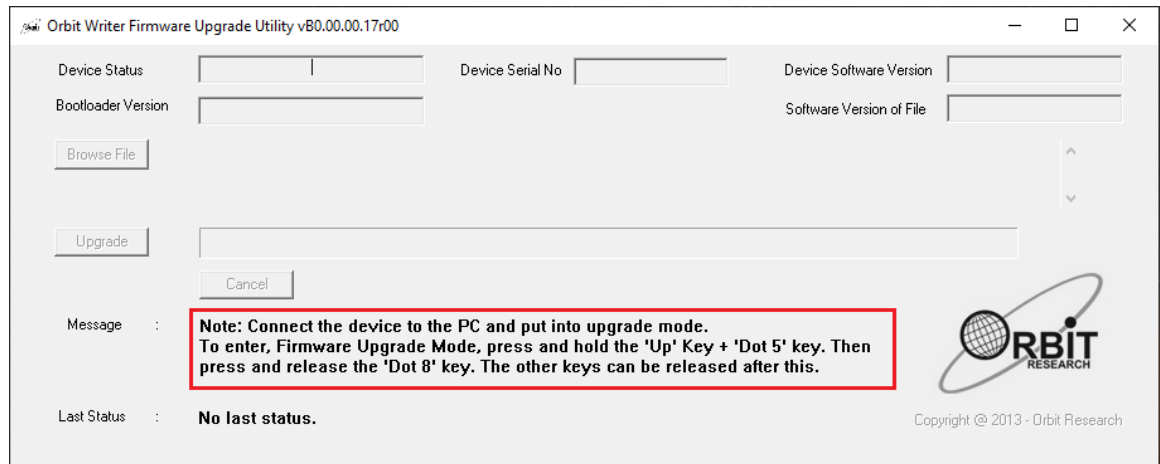 Orbit Writer Firmware Upgrade Utility vB0.00.00.17r00
Device Status
Device Serial No
Device Software Version
Bootloader Version
Software Version of File
Browse File
Upgrade
Cancel
Message :
Note: Connect the device to the PC and put into upgrade mode.
To enter, Firmware Upgrade Mode, press and hold the 'Up' Key + 'Dot 5' key. Then
press and release the 'Dot 8' key. The other keys can be released after this.
ORBIT
RESEARCH
Last Status :
No last status.
Copyright @ 2013 - Orbit Research